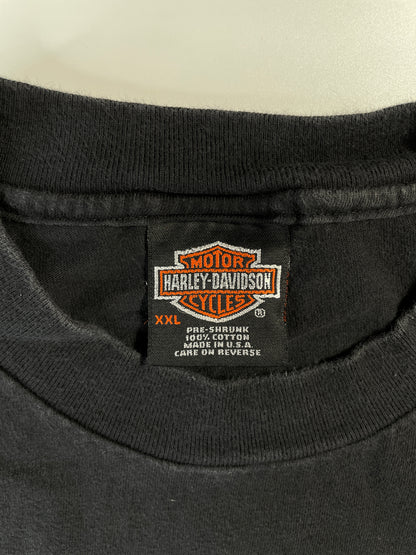 MOTOR
HARLEY-DAVIDSON
CYCLES
®
XXL
PRE-SHRUNK
100% COTTON
MADE IN U.S.A.
CARE ON REVERSE